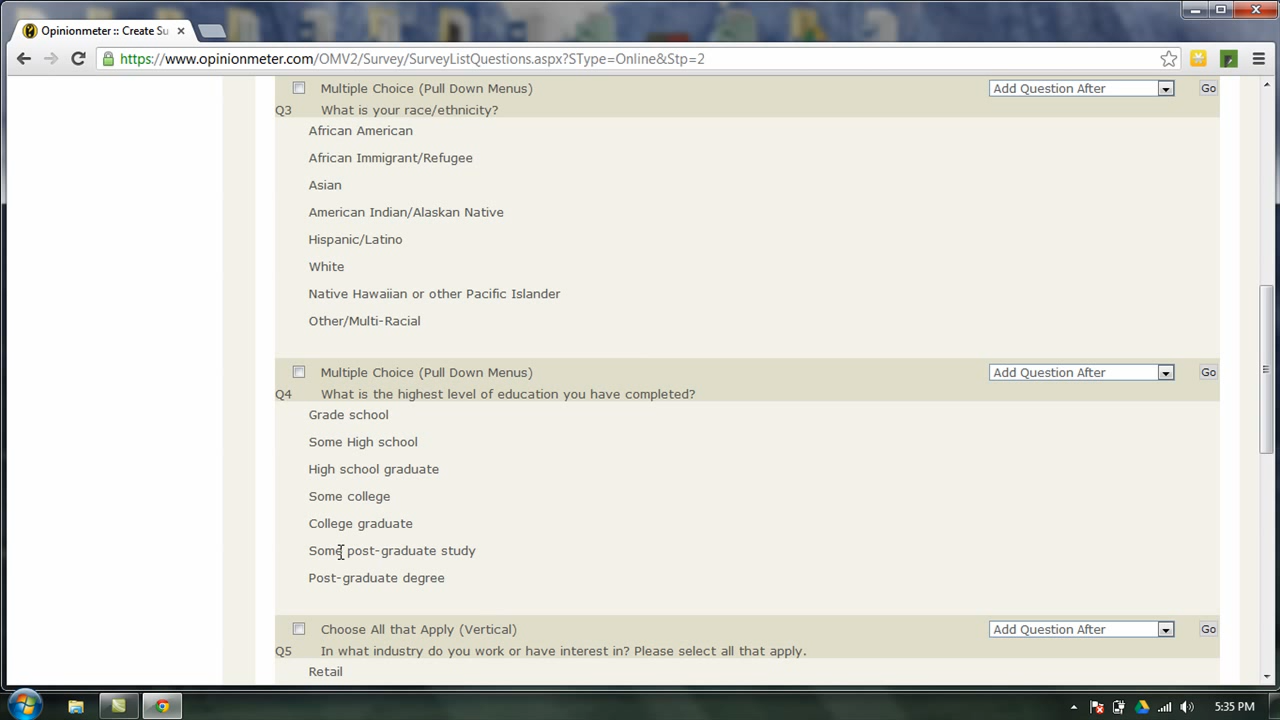 Opinionmeter :: Create Su
https://www.opinionmeter.com/OMV2/Survey/SurveyListQuestions.aspx?SType=Online&Stp=2
Multiple Choice (Pull Down Menus) Add Question After Go
Q3 What is your race/ethnicity?
African American
African Immigrant/Refugee
Asian
American Indian/Alaskan Native
Hispanic/Latino
White
Native Hawaiian or other Pacific Islander
Other/Multi-Racial
Multiple Choice (Pull Down Menus) Add Question After Go
Q4 What is the highest level of education you have completed?
Grade school
Some High school
High school graduate
Some college
College graduate
Some post-graduate study
Post-graduate degree
Choose All that Apply (Vertical) Add Question After Go
Q5 In what industry do you work or have interest in? Please select all that apply.
Retail
5:35 PM